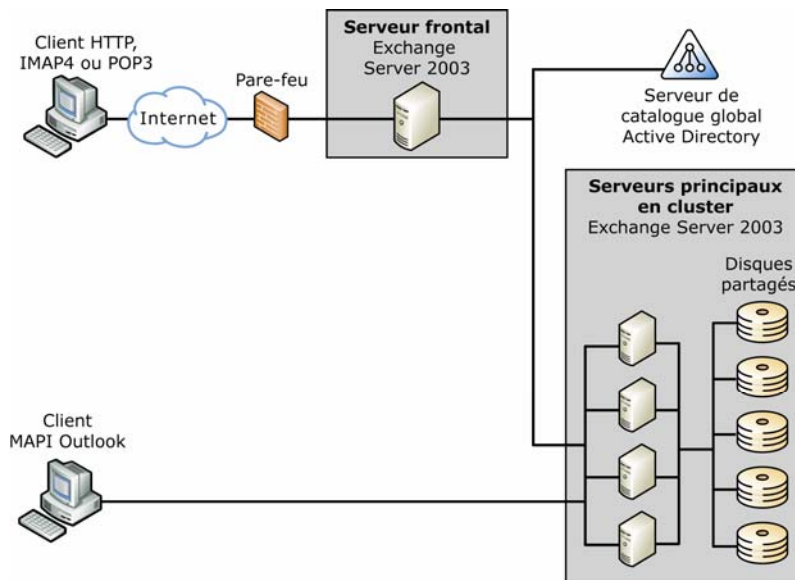 Client HTTP,
IMAP4 ou POP3
Internet
Pare-feu
Serveur frontal
Exchange
Server 2003
Serveur de
catalogue global
Active Directory
Serveurs principaux
en cluster
Exchange Server 2003
Disques
partagés
Client
MAPI Outlook